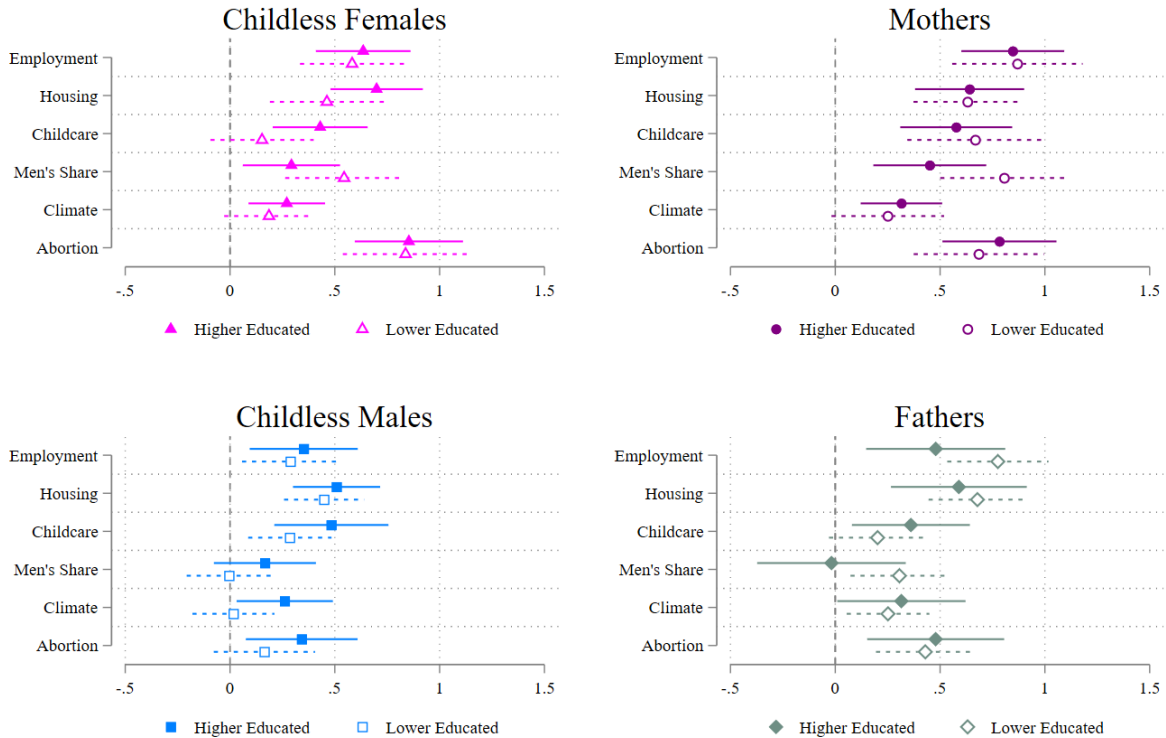 Childless Females
Employment
Housing
Childcare
Men's Share
Climate
Abortion
-.5 0 .5 1 1.5
Higher Educated Lower Educated
Mothers
Employment
Housing
Childcare
Men's Share
Climate
Abortion
-.5 0 .5 1 1.5
Higher Educated Lower Educated
Childless Males
Employment
Housing
Childcare
Men's Share
Climate
Abortion
-.5 0 .5 1 1.5
Higher Educated Lower Educated
Fathers
Employment
Housing
Childcare
Men's Share
Climate
Abortion
-.5 0 .5 1 1.5
Higher Educated Lower Educated